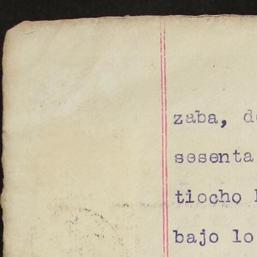 zaba, d
sesenta
tiocho
bajo lo